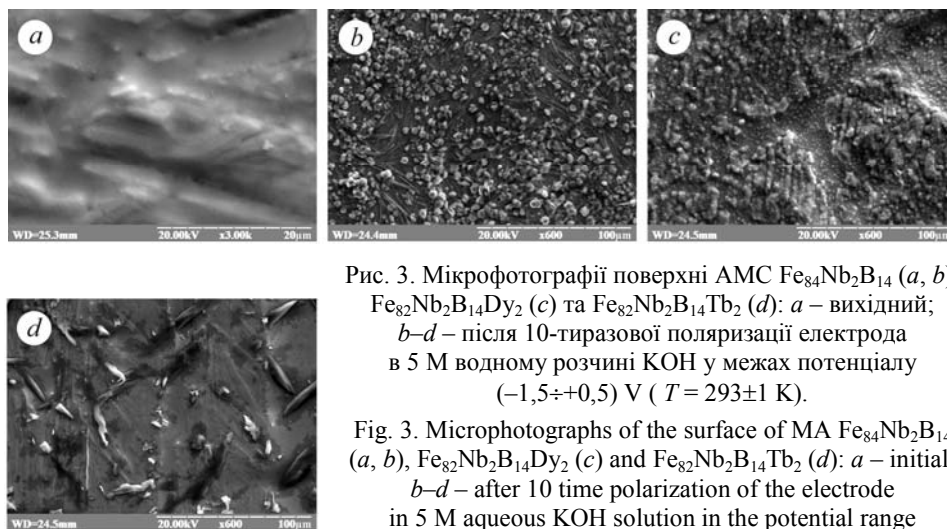 a
b
c
WD=25.3mm 20.00kV x3.00k 20µm
WD=24.4mm 20.00kV x600 100µm
WD=24.5mm 20.00kV x600 100µm
d
WD=24.5mm 20.00kV x600 100µm
Рис. 3. Мікрофотографії поверхні АМС Fe₈₄Nb₂B₁₄ (a, b)
Fe₈₂Nb₂B₁₄Dy₂ (c) та Fe₈₂Nb₂B₁₄Tb₂ (d): a – вихідний;
b–d – після 10-тиразової поляризації електрода
в 5 М водному розчині KOH у межах потенціалу
(–1,5÷+0,5) V ( T = 293±1 K).
Fig. 3. Microphotographs of the surface of MA Fe₈₄Nb₂B₁₄
(a, b), Fe₈₂Nb₂B₁₄Dy₂ (c) and Fe₈₂Nb₂B₁₄Tb₂ (d): a – initial
b–d – after 10 time polarization of the electrode
in 5 M aqueous KOH solution in the potential range